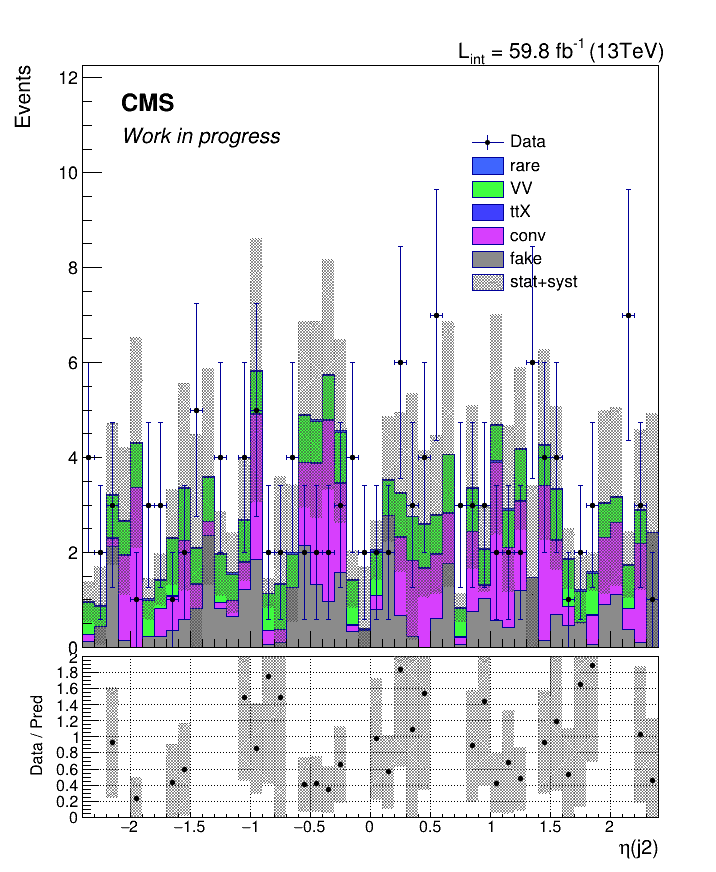 L_int = 59.8 fb^-1 (13TeV)
Events
12
10
8
6
4
2
0
CMS
Work in progress
Data
rare
VV
ttX
conv
fake
stat+syst
Data / Pred
2
1.8
1.6
1.4
1.2
1
0.8
0.6
0.4
0.2
0
−2 −1.5 −1 −0.5 0 0.5 1 1.5 2
η(j2)